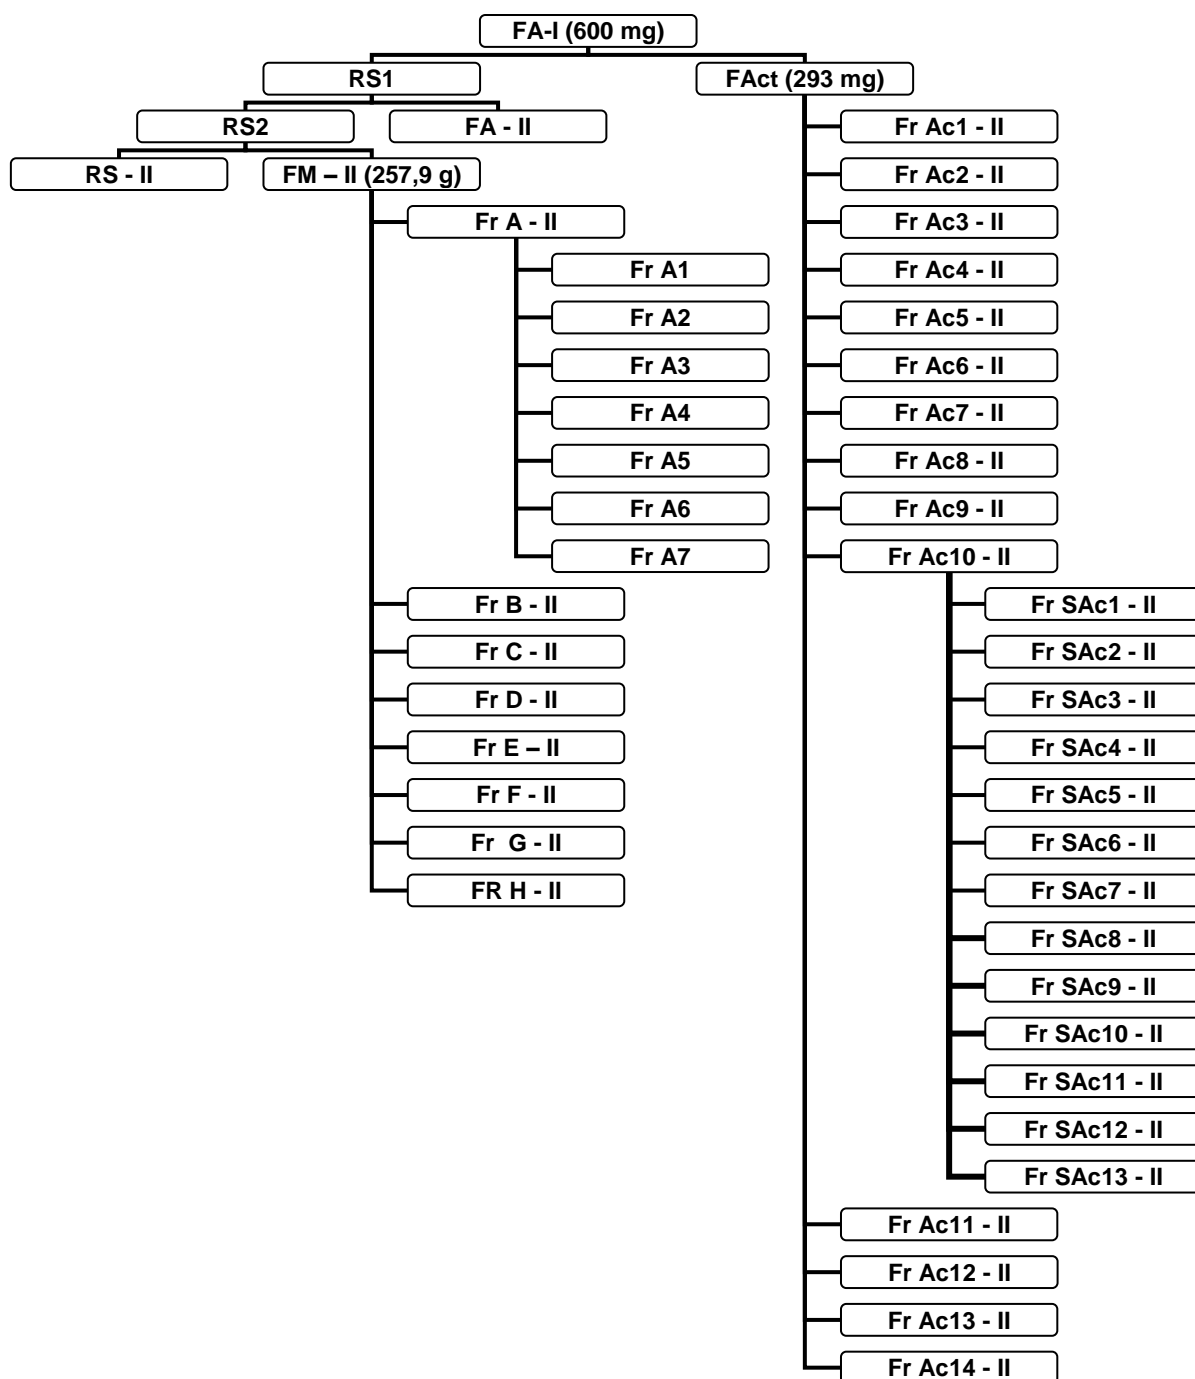 FA-I (600 mg)
RS1
FAct (293 mg)
RS2
FA - II
Fr Ac1 - II
RS - II
FM – II (257,9 g)
Fr Ac2 - II
Fr A - II
Fr Ac3 - II
Fr A1
Fr Ac4 - II
Fr A2
Fr Ac5 - II
Fr A3
Fr Ac6 - II
Fr A4
Fr Ac7 - II
Fr A5
Fr Ac8 - II
Fr A6
Fr Ac9 - II
Fr A7
Fr Ac10 - II
Fr B - II
Fr SAc1 - II
Fr C - II
Fr SAc2 - II
Fr D - II
Fr SAc3 - II
Fr E – II
Fr SAc4 - II
Fr F - II
Fr SAc5 - II
Fr  G - II
Fr SAc6 - II
FR H - II
Fr SAc7 - II
Fr SAc8 - II
Fr SAc9 - II
Fr SAc10 - II
Fr SAc11 - II
Fr SAc12 - II
Fr SAc13 - II
Fr Ac11 - II
Fr Ac12 - II
Fr Ac13 - II
Fr Ac14 - II